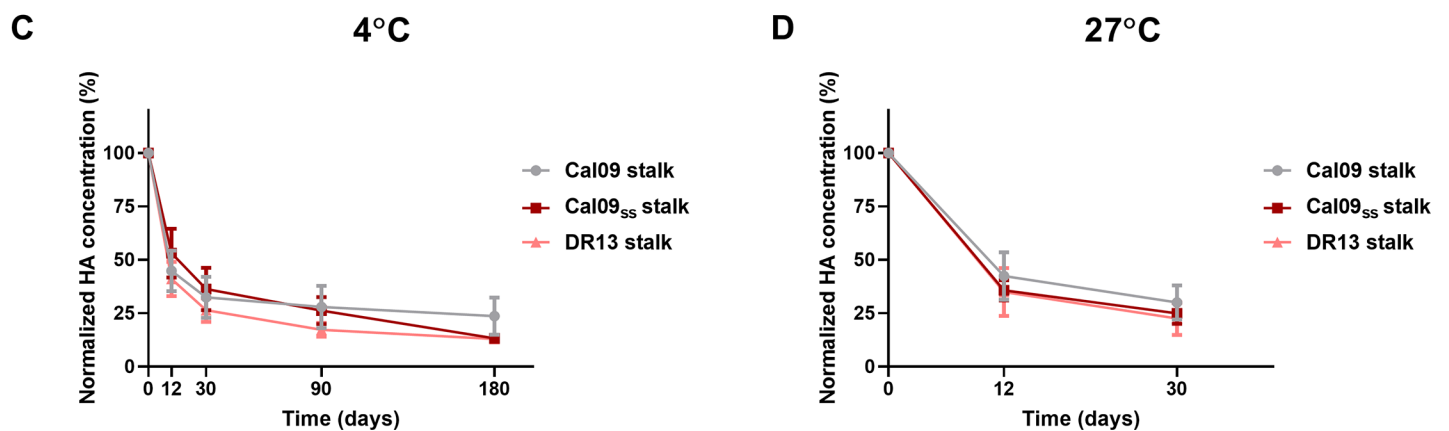 C
4°C
Normalized HA concentration (%)
100
75
50
25
0
0 12 30 90 180
Time (days)
Cal09 stalk
Cal09ss stalk
DR13 stalk
D
27°C
Normalized HA concentration (%)
100
75
50
25
0
0 12 30
Time (days)
Cal09 stalk
Cal09ss stalk
DR13 stalk